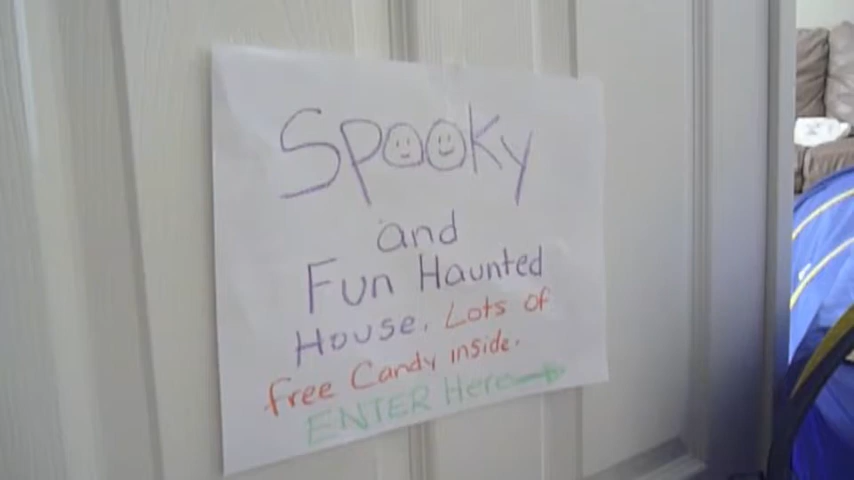 Spooky
and
Fun Haunted
House. Lots of
free Candy inside.
ENTER Here